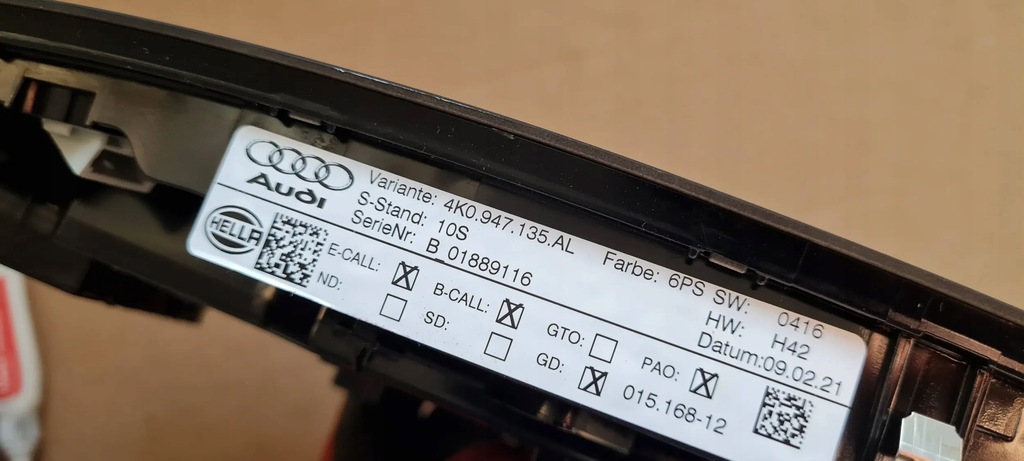 Audi
Variante: 4K0.947.135.AL Farbe: 6PS SW: 0416
S-Stand: 10S HW: H42
SerieNr: B_01889116 Datum:09.02.21
HELLA
E-CALL: ☒ B-CALL: ☒ GTO: ☐ PAO: ☒
ND: ☐ SD: ☐ GD: ☒ 015.168-12